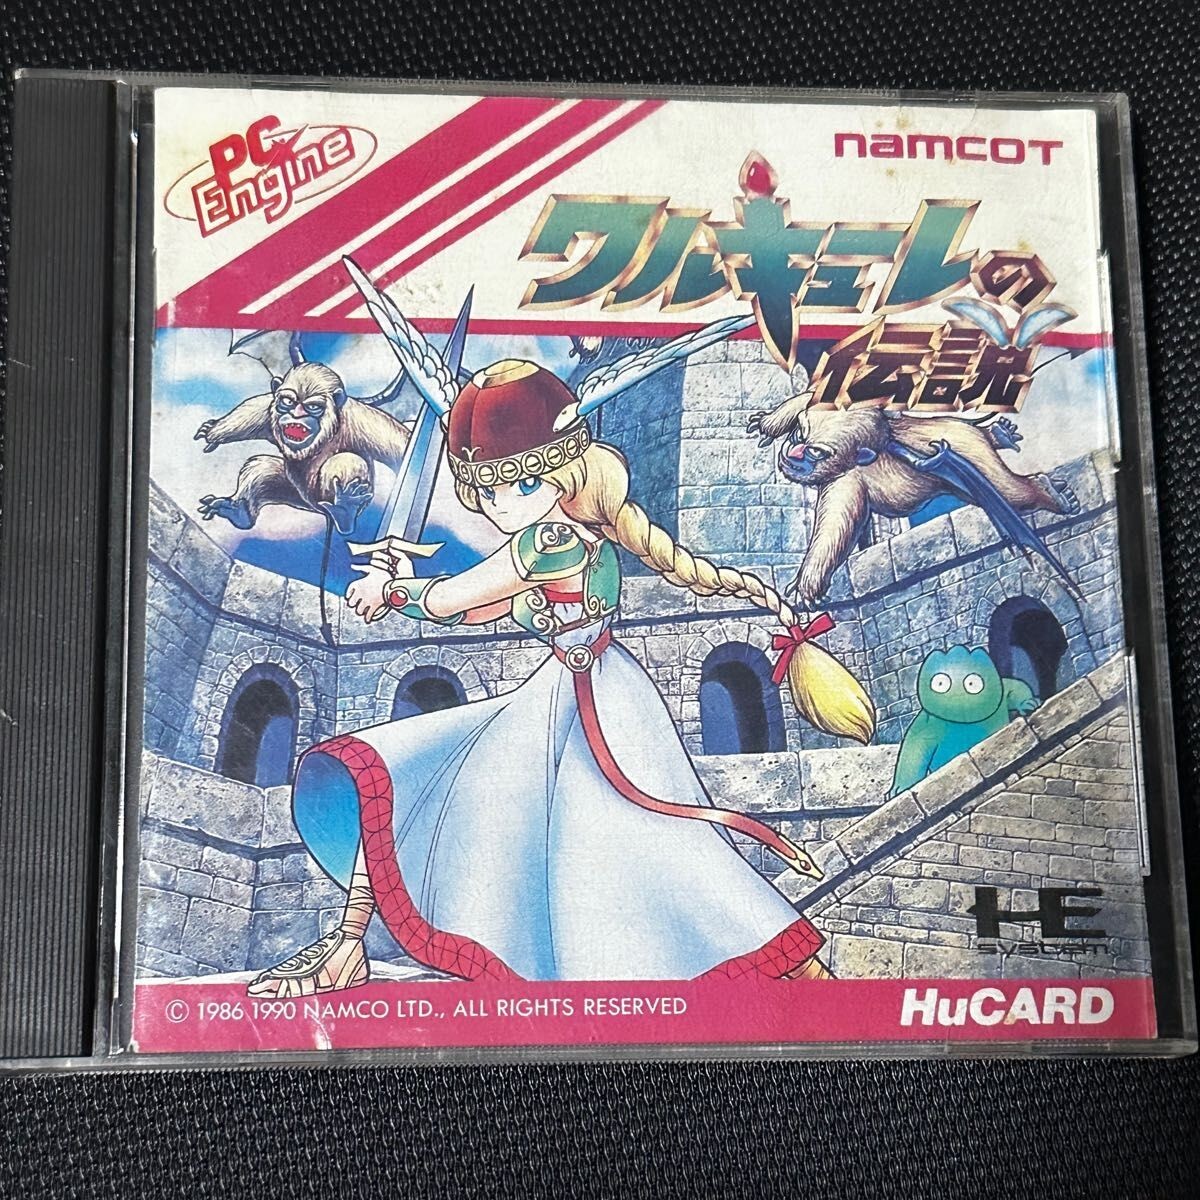 PC Engine
namcoT
ワルキューレの
伝説
HE
system
© 1986 1990 NAMCO LTD., ALL RIGHTS RESERVED
HuCARD